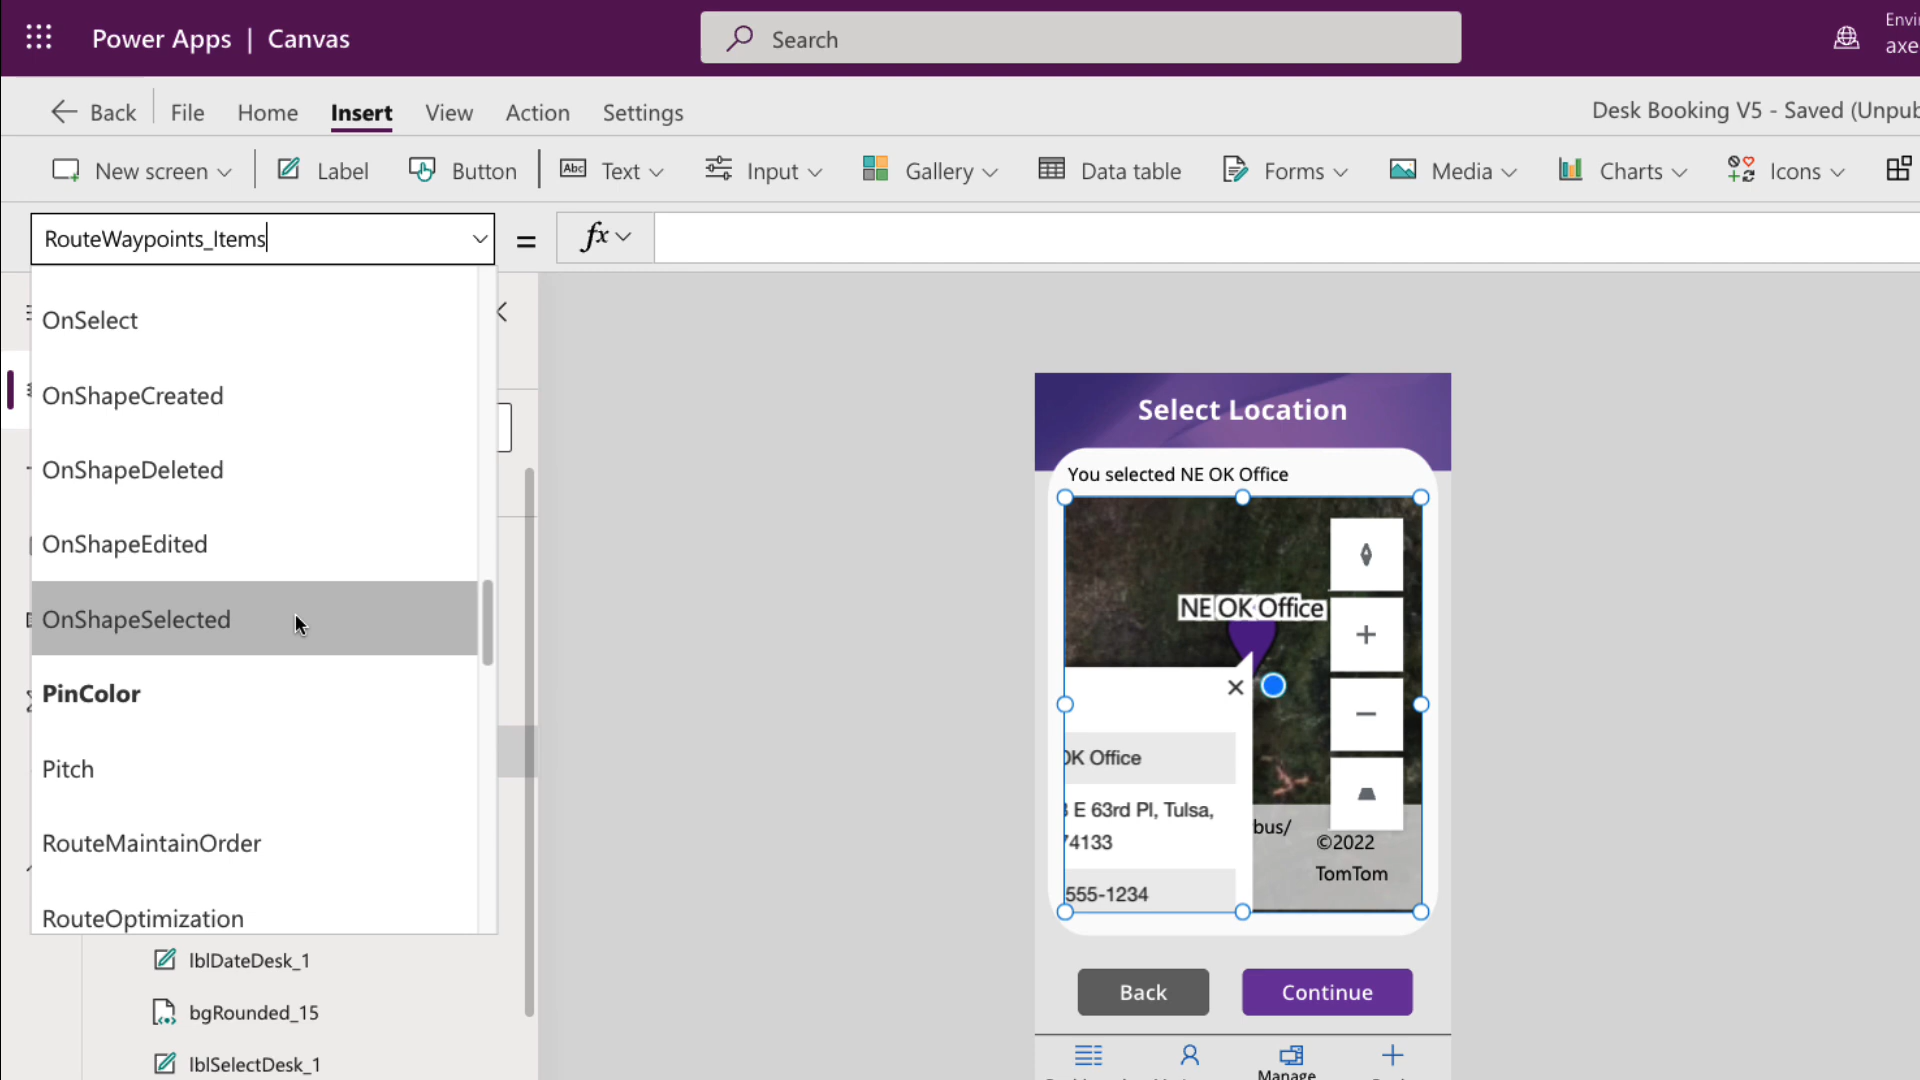 Power Apps | Canvas
Search
Envi
axe
Back
File
Home
Insert
View
Action
Settings
Desk Booking V5 - Saved (Unpub
New screen
Label
Button
Abc
Text
Input
Gallery
Data table
Forms
Media
Charts
Icons
RouteWaypoints_Items
=
fx
OnSelect
OnShapeCreated
OnShapeDeleted
OnShapeEdited
OnShapeSelected
PinColor
Pitch
RouteMaintainOrder
RouteOptimization
lblDateDesk_1
bgRounded_15
lblSelectDesk_1
Select Location
You selected NE OK Office
NE OK Office
OK Office
E 63rd Pl, Tulsa,
74133
555-1234
bus/
©2022
TomTom
Back
Continue
Manage